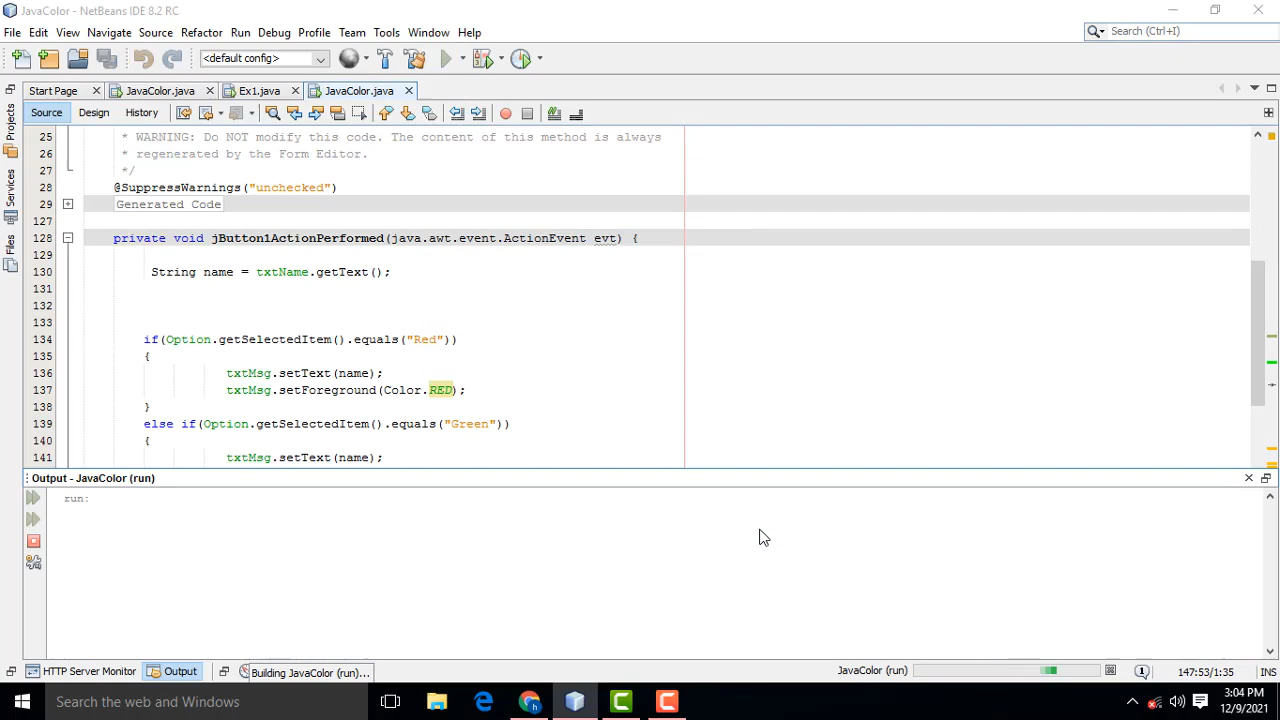 JavaColor - NetBeans IDE 8.2 RC
File Edit View Navigate Source Refactor Run Debug Profile Team Tools Window Help
Search (Ctrl+I)
<default config>
Start Page JavaColor.java Ex1.java JavaColor.java
Source Design History
Projects
Services
Files
25 * WARNING: Do NOT modify this code. The content of this method is always
26 * regenerated by the Form Editor.
27 */
28 @SuppressWarnings("unchecked")
29 Generated Code
127
128 private void jButton1ActionPerformed(java.awt.event.ActionEvent evt) {
129
130 String name = txtName.getText();
131
132
133
134 if(Option.getSelectedItem().equals("Red"))
135 {
136 txtMsg.setText(name);
137 txtMsg.setForeground(Color.RED);
138 }
139 else if(Option.getSelectedItem().equals("Green"))
140 {
141 txtMsg.setText(name);
Output - JavaColor (run)
run:
HTTP Server Monitor Output Building JavaColor (run)... JavaColor (run) 1 147:53/1:35 INS
Search the web and Windows
3:04 PM
12/9/2021